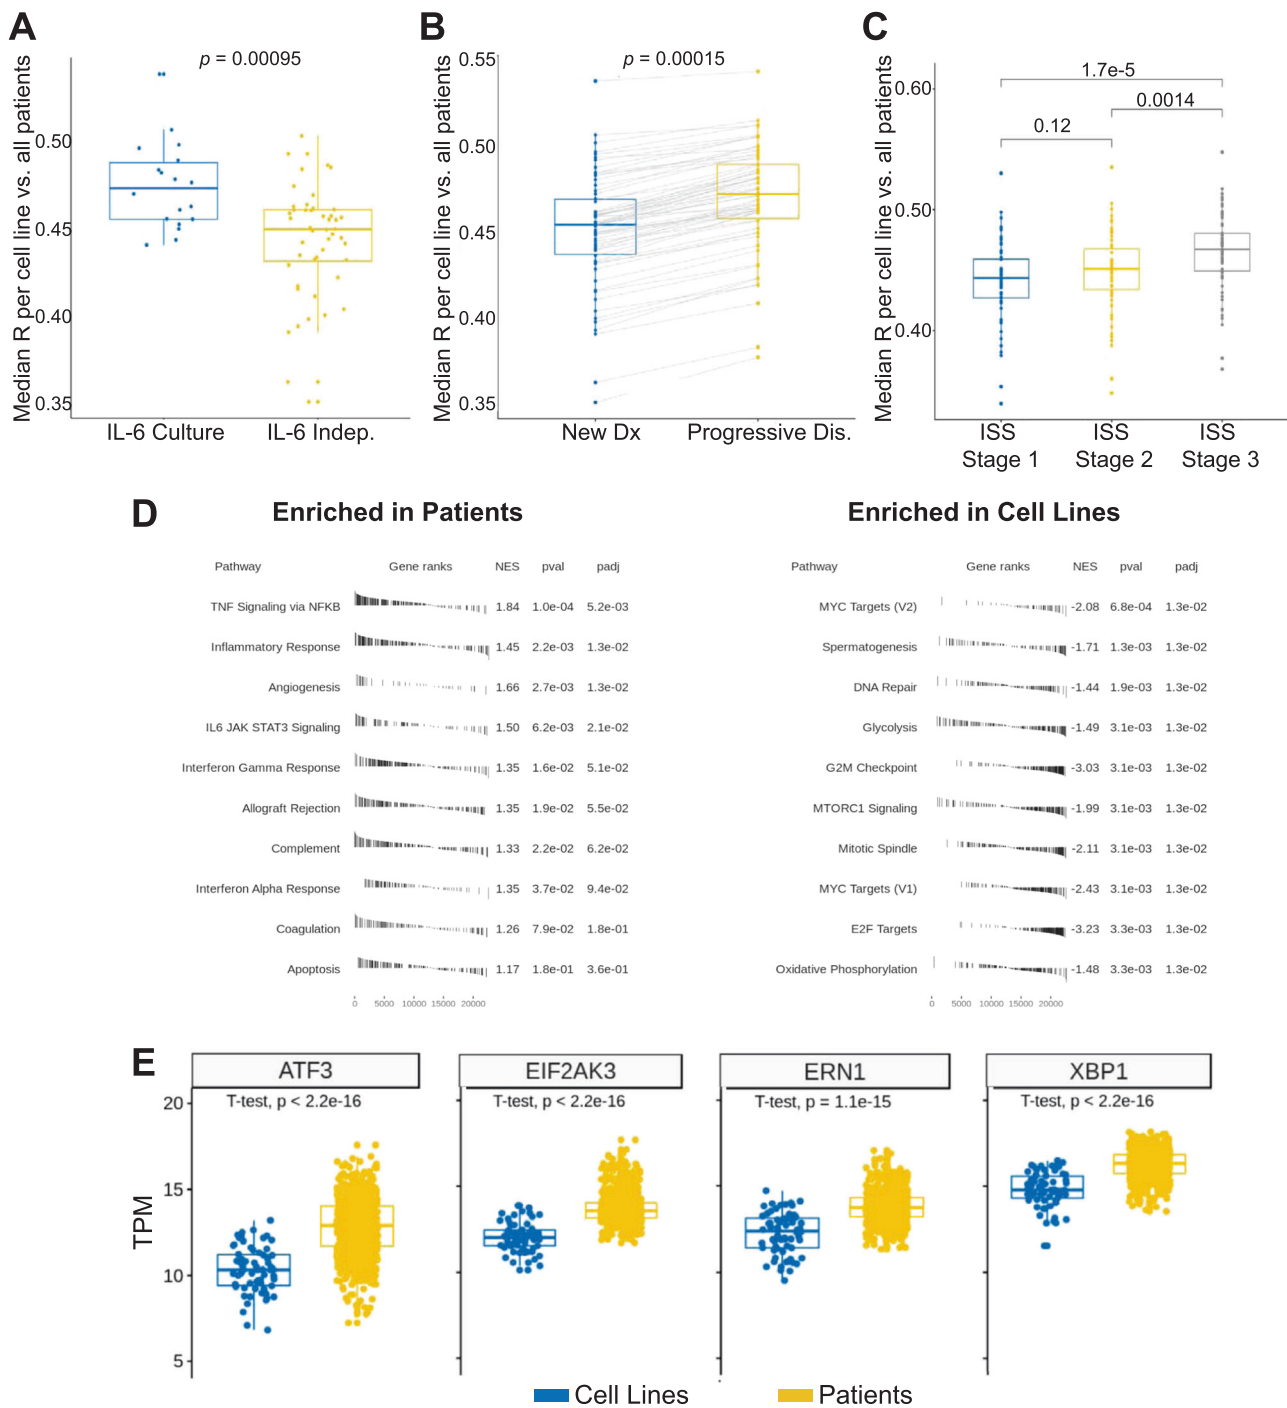 A
p = 0.00095
Median R per cell line vs. all patients
0.50
0.45
0.40
0.35
IL-6 Culture IL-6 Indep.
B
p = 0.00015
Median R per cell line vs. all patients
0.55
0.50
0.45
0.40
0.35
New Dx Progressive Dis.
C
1.7e-5
0.0014
0.12
Median R per cell line vs. all patients
0.60
0.50
0.40
ISS Stage 1
ISS Stage 2
ISS Stage 3
D
Enriched in Patients
Pathway Gene ranks NES pval padj
TNF Signaling via NFKB 1.84 1.0e-04 5.2e-03
Inflammatory Response 1.45 2.2e-03 1.3e-02
Angiogenesis 1.66 2.7e-03 1.3e-02
IL6 JAK STAT3 Signaling 1.50 6.2e-03 2.1e-02
Interferon Gamma Response 1.35 1.6e-02 5.1e-02
Allograft Rejection 1.35 1.9e-02 5.5e-02
Complement 1.33 2.2e-02 6.2e-02
Interferon Alpha Response 1.35 3.7e-02 9.4e-02
Coagulation 1.26 7.9e-02 1.8e-01
Apoptosis 1.17 1.8e-01 3.6e-01
0 5000 10000 15000 20000
Enriched in Cell Lines
Pathway Gene ranks NES pval padj
MYC Targets (V2) -2.08 6.8e-04 1.3e-02
Spermatogenesis -1.71 1.3e-03 1.3e-02
DNA Repair -1.44 1.9e-03 1.3e-02
Glycolysis -1.49 3.1e-03 1.3e-02
G2M Checkpoint -3.03 3.1e-03 1.3e-02
MTORC1 Signaling -1.99 3.1e-03 1.3e-02
Mitotic Spindle -2.11 3.1e-03 1.3e-02
MYC Targets (V1) -2.43 3.1e-03 1.3e-02
E2F Targets -3.23 3.3e-03 1.3e-02
Oxidative Phosphorylation -1.48 3.3e-03 1.3e-02
0 5000 10000 15000 20000
E
ATF3
T-test, p < 2.2e-16
EIF2AK3
T-test, p < 2.2e-16
ERN1
T-test, p = 1.1e-15
XBP1
T-test, p < 2.2e-16
TPM
20
15
10
5
Cell Lines Patients